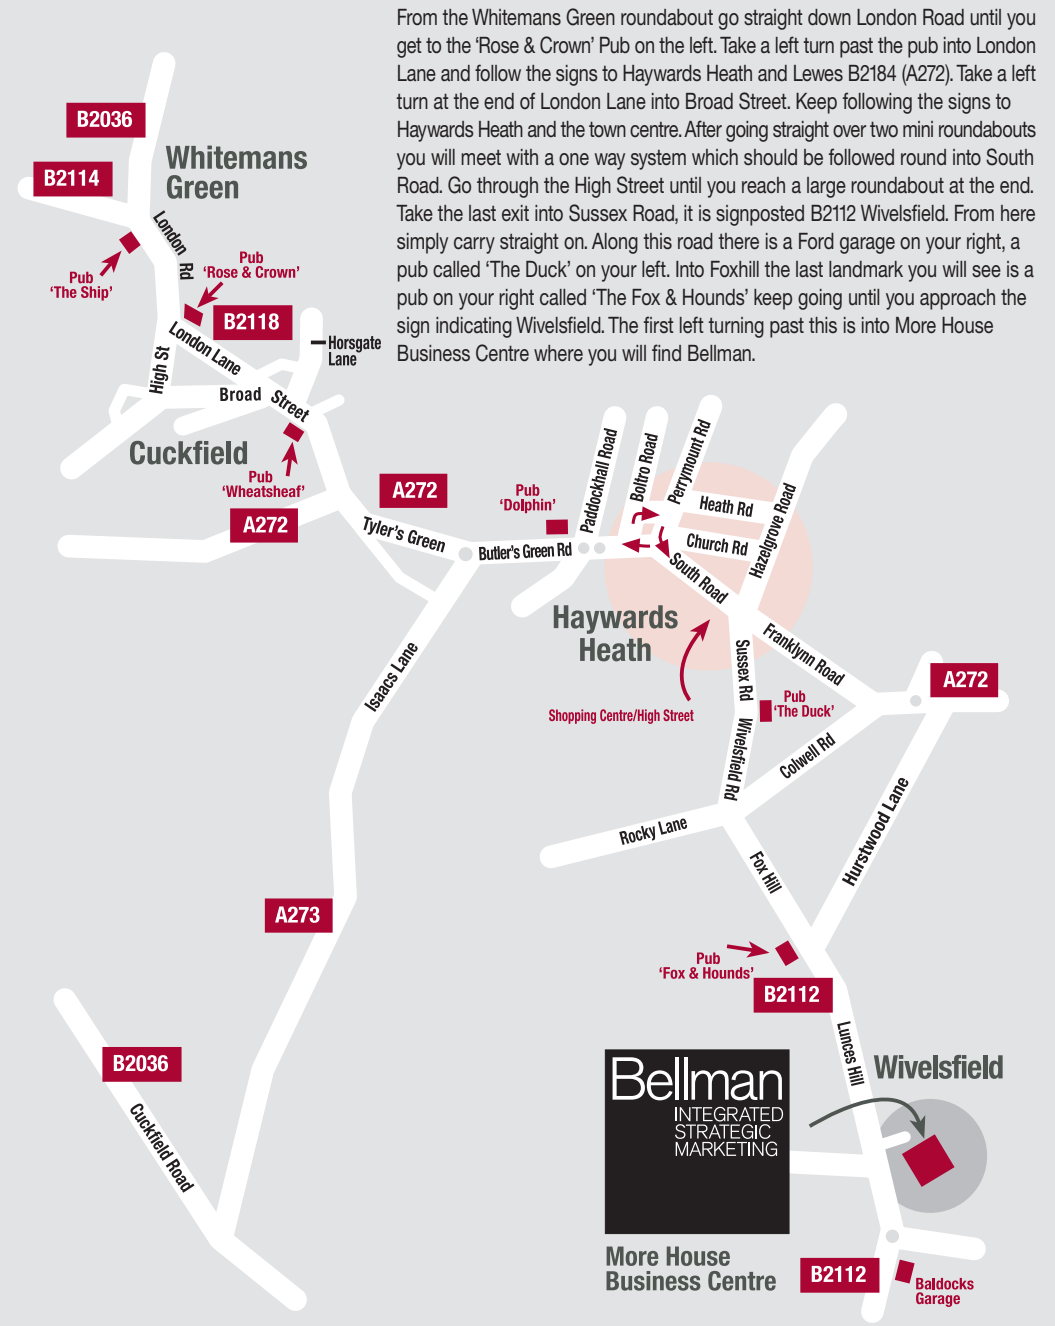 From the Whitemans Green roundabout go straight down London Road until you
get to the ‘Rose & Crown’ Pub on the left. Take a left turn past the pub into London
Lane and follow the signs to Haywards Heath and Lewes B2184 (A272). Take a left
turn at the end of London Lane into Broad Street. Keep following the signs to
Haywards Heath and the town centre. After going straight over two mini roundabouts
you will meet with a one way system which should be followed round into South
Road. Go through the High Street until you reach a large roundabout at the end.
Take the last exit into Sussex Road, it is signposted B2112 Wivelsfield. From here
simply carry straight on. Along this road there is a Ford garage on your right, a
pub called ‘The Duck’ on your left. Into Foxhill the last landmark you will see is a
pub on your right called ‘The Fox & Hounds’ keep going until you approach the
sign indicating Wivelsfield. The first left turning past this is into More House
Business Centre where you will find Bellman.
B2036
Whitemans
Green
B2114
London
Rd
Pub
‘The Ship’
Pub
‘Rose & Crown’
B2118
Horsgate
Lane
London Lane
High St
Broad
Street
Cuckfield
Pub
‘Wheatsheaf’
A272
A272
Tyler's Green
Pub
‘Dolphin’
Butler's Green Rd
Paddockhall Road
Boltro Road
Perrymount Rd
Heath Rd
Church Rd
Hazelgrove Road
South Road
Haywards
Heath
Shopping Centre/High Street
Sussex Rd
Franklynn Road
A272
Pub
‘The Duck’
Wivelsfield Rd
Colwell Rd
Isaacs Lane
Rocky Lane
Fox Hill
Hurstwood Lane
A273
Pub
‘Fox & Hounds’
B2112
Lunces Hill
Wivelsfield
B2036
Cuckfield Road
Bellman
INTEGRATED
STRATEGIC
MARKETING
More House
Business Centre
B2112
Baldocks
Garage